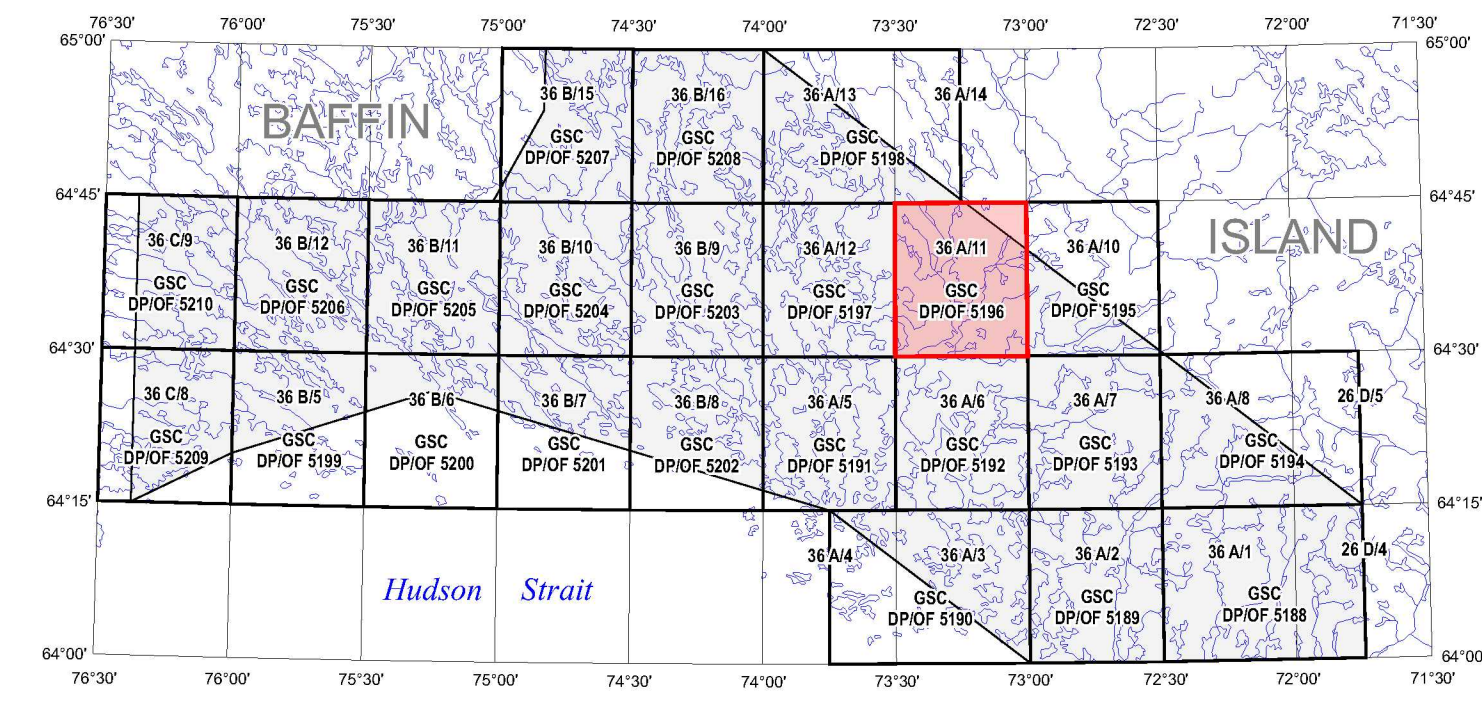 76°30' 76°00' 75°30' 75°00' 74°30' 74°00' 73°30' 73°00' 72°30' 72°00' 71°30'
65°00' 65°00'
36 B/15 36 B/16 36 A/13 36 A/14
BAFFIN
GSC GSC GSC
DP/OF 5207 DP/OF 5208 DP/OF 5198
64°45' 64°45'
36 C/9 36 B/12 36 B/11 36 B/10 36 B/9 36 A/12 36 A/11 36 A/10
ISLAND
GSC GSC GSC GSC GSC GSC GSC GSC
DP/OF 5210 DP/OF 5206 DP/OF 5205 DP/OF 5204 DP/OF 5203 DP/OF 5197 DP/OF 5196 DP/OF 5195
64°30' 64°30'
36 C/8 36 B/5 36 B/6 36 B/7 36 B/8 36 A/5 36 A/6 36 A/7 36 A/8 26 D/5
GSC GSC GSC GSC GSC GSC GSC GSC GSC
DP/OF 5209 DP/OF 5199 DP/OF 5200 DP/OF 5201 DP/OF 5202 DP/OF 5191 DP/OF 5192 DP/OF 5193 DP/OF 5194
64°15' 64°15'
36 A/4 36 A/3 36 A/2 36 A/1 26 D/4
Hudson Strait
GSC GSC GSC
DP/OF 5190 DP/OF 5189 DP/OF 5188
64°00' 64°00'
76°30' 76°00' 75°30' 75°00' 74°30' 74°00' 73°30' 73°00' 72°30' 72°00' 71°30'